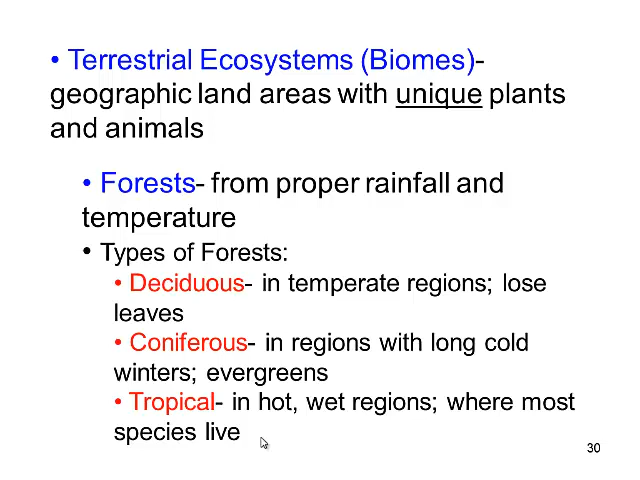 • Terrestrial Ecosystems (Biomes)-
geographic land areas with unique plants
and animals
• Forests- from proper rainfall and
temperature
• Types of Forests:
• Deciduous- in temperate regions; lose
leaves
• Coniferous- in regions with long cold
winters; evergreens
• Tropical- in hot, wet regions; where most
species live
30